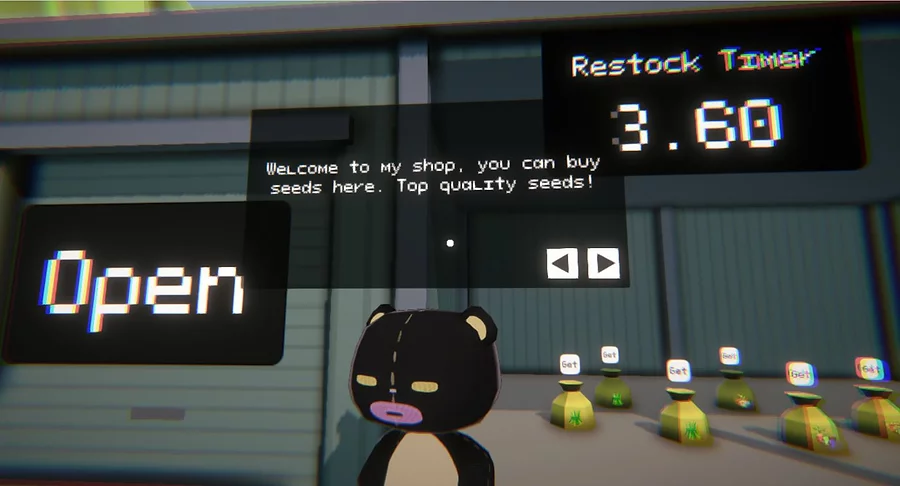 Restock Timer
3.60
Welcome to my shop, you can buy
seeds here. Top quality seeds!
Open
Get
Get
Get
Get
Get
Get